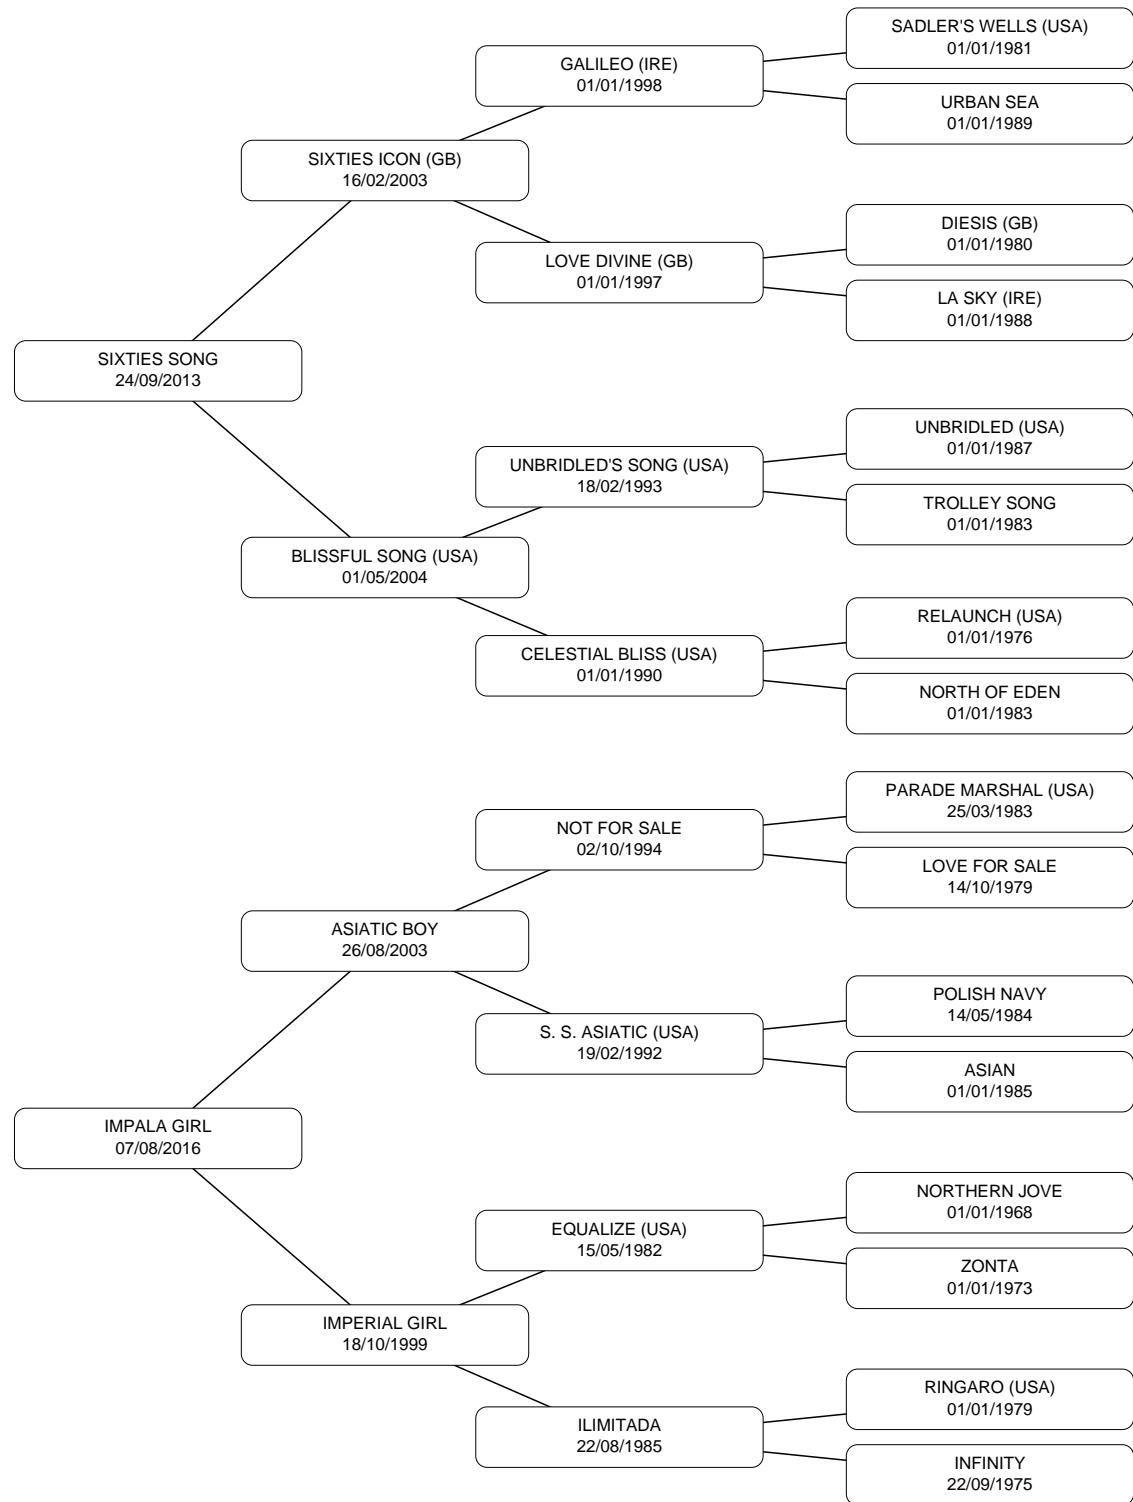 SADLER'S WELLS (USA)
01/01/1981
GALILEO (IRE)
01/01/1998
URBAN SEA
01/01/1989
SIXTIES ICON (GB)
16/02/2003
DIESIS (GB)
01/01/1980
LOVE DIVINE (GB)
01/01/1997
LA SKY (IRE)
01/01/1988
SIXTIES SONG
24/09/2013
UNBRIDLED (USA)
01/01/1987
UNBRIDLED'S SONG (USA)
18/02/1993
TROLLEY SONG
01/01/1983
BLISSFUL SONG (USA)
01/05/2004
RELAUNCH (USA)
01/01/1976
CELESTIAL BLISS (USA)
01/01/1990
NORTH OF EDEN
01/01/1983
PARADE MARSHAL (USA)
25/03/1983
NOT FOR SALE
02/10/1994
LOVE FOR SALE
14/10/1979
ASIATIC BOY
26/08/2003
POLISH NAVY
14/05/1984
S. S. ASIATIC (USA)
19/02/1992
ASIAN
01/01/1985
IMPALA GIRL
07/08/2016
NORTHERN JOVE
01/01/1968
EQUALIZE (USA)
15/05/1982
ZONTA
01/01/1973
IMPERIAL GIRL
18/10/1999
RINGARO (USA)
01/01/1979
ILIMITADA
22/08/1985
INFINITY
22/09/1975